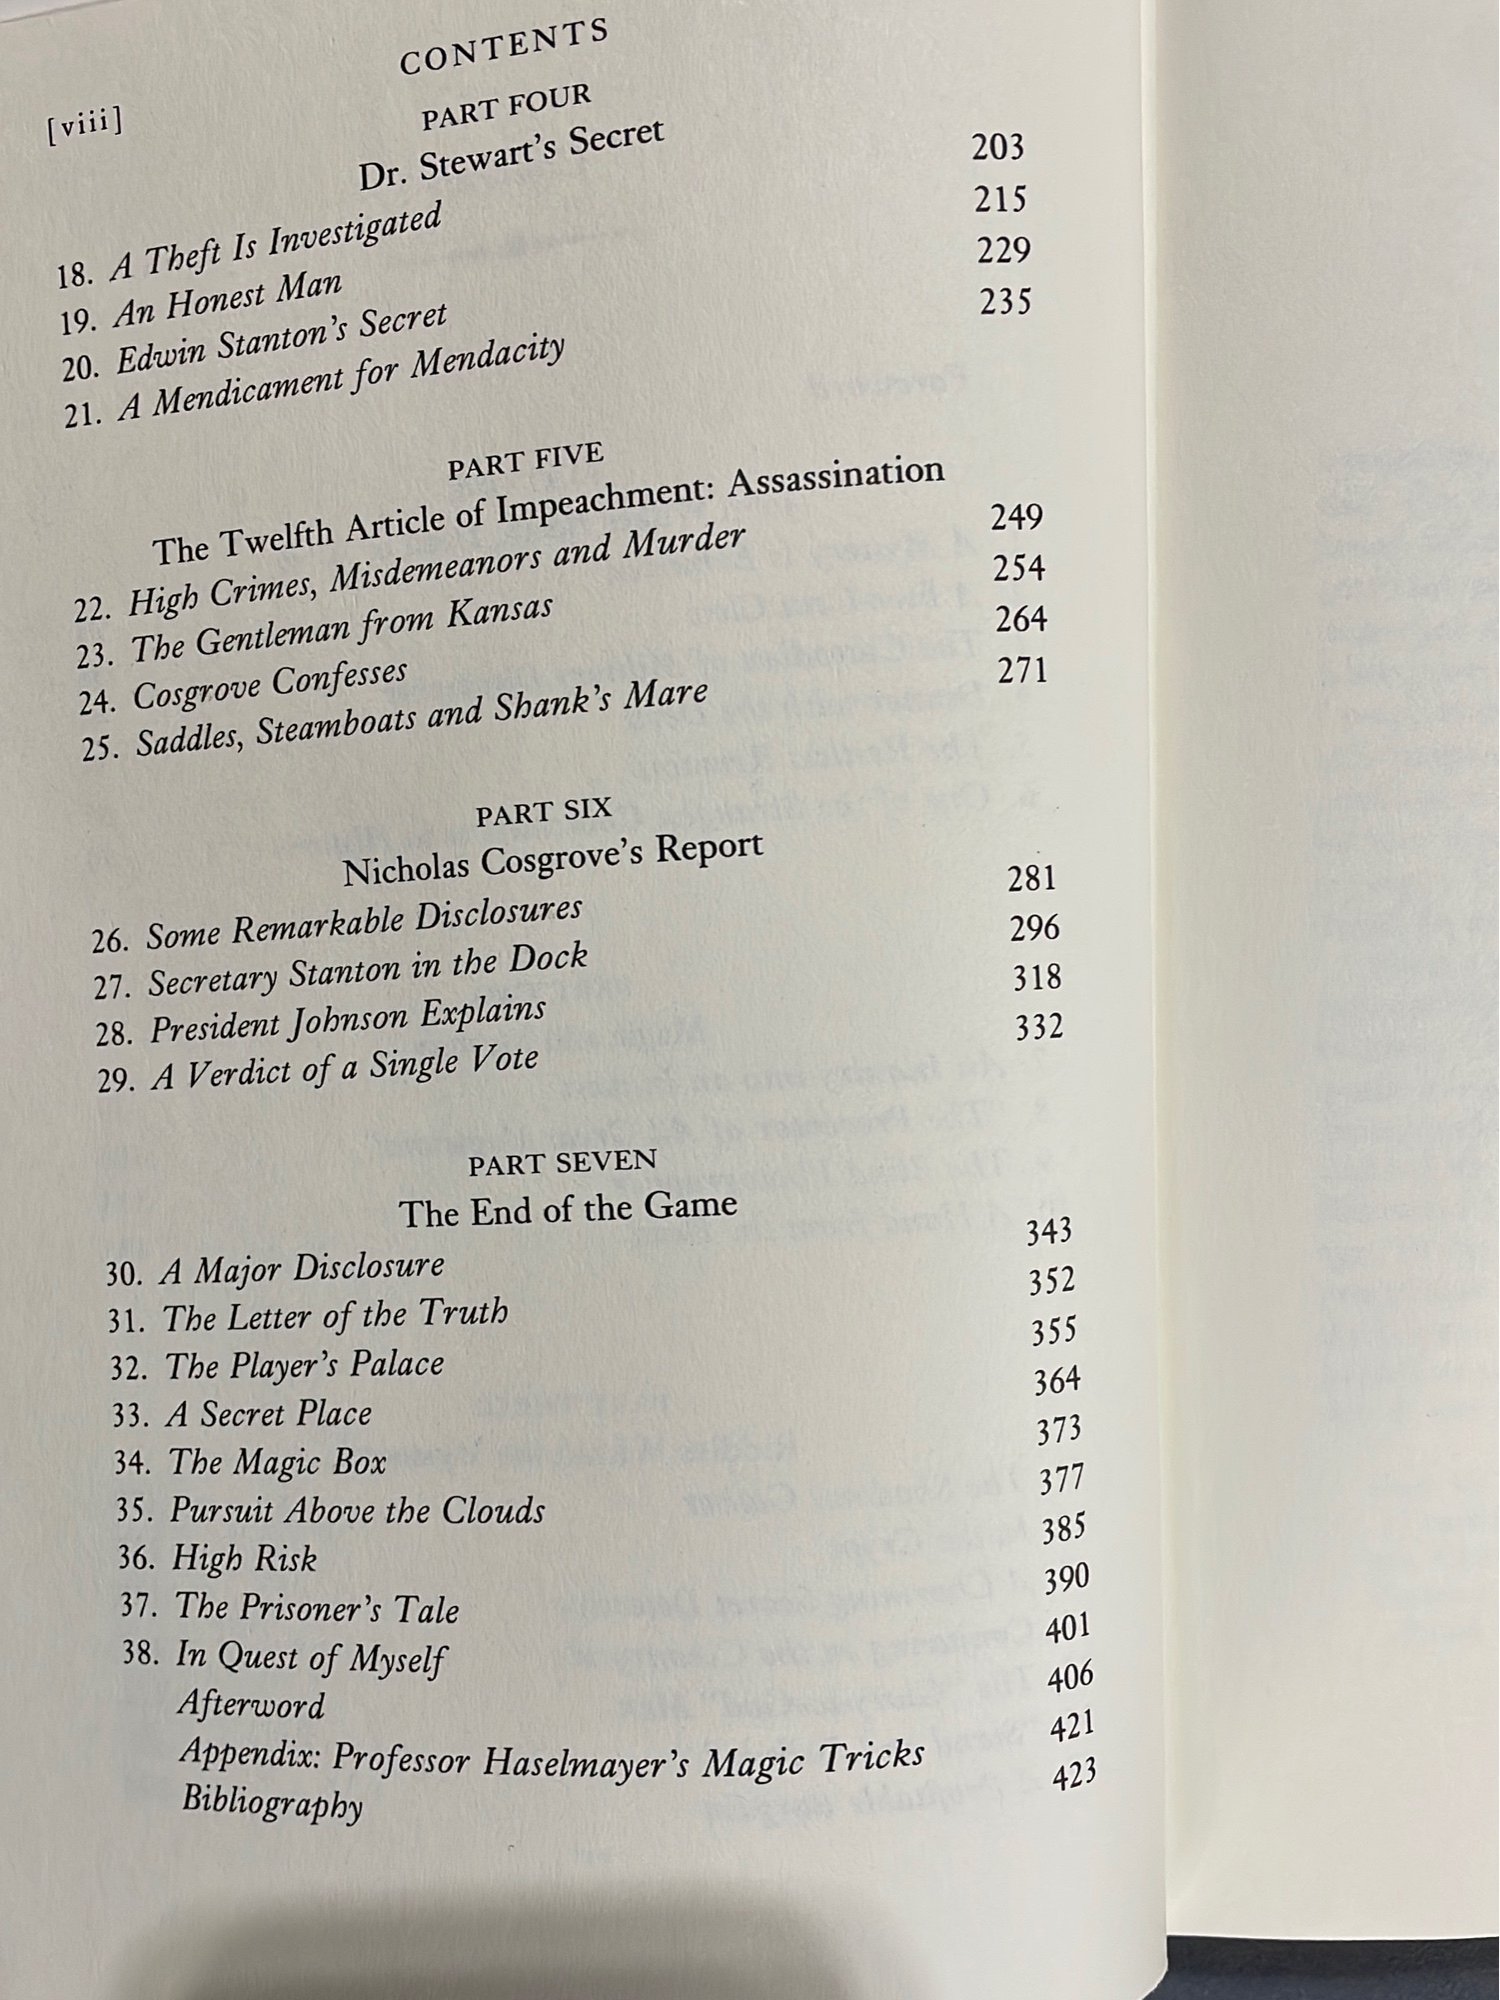 CONTENTS
[viii]
PART FOUR
Dr. Stewart's Secret
18. A Theft Is Investigated 203
19. An Honest Man 215
20. Edwin Stanton's Secret 229
21. A Mendicament for Mendacity 235
PART FIVE
The Twelfth Article of Impeachment: Assassination
22. High Crimes, Misdemeanors and Murder 249
23. The Gentleman from Kansas 254
24. Cosgrove Confesses 264
25. Saddles, Steamboats and Shank's Mare 271
PART SIX
Nicholas Cosgrove's Report
26. Some Remarkable Disclosures 281
27. Secretary Stanton in the Dock 296
28. President Johnson Explains 318
29. A Verdict of a Single Vote 332
PART SEVEN
The End of the Game
30. A Major Disclosure 343
31. The Letter of the Truth 352
32. The Player's Palace 355
33. A Secret Place 364
34. The Magic Box 373
35. Pursuit Above the Clouds 377
36. High Risk 385
37. The Prisoner's Tale 390
38. In Quest of Myself 401
Afterword 406
Appendix: Professor Haselmayer's Magic Tricks 421
Bibliography 423